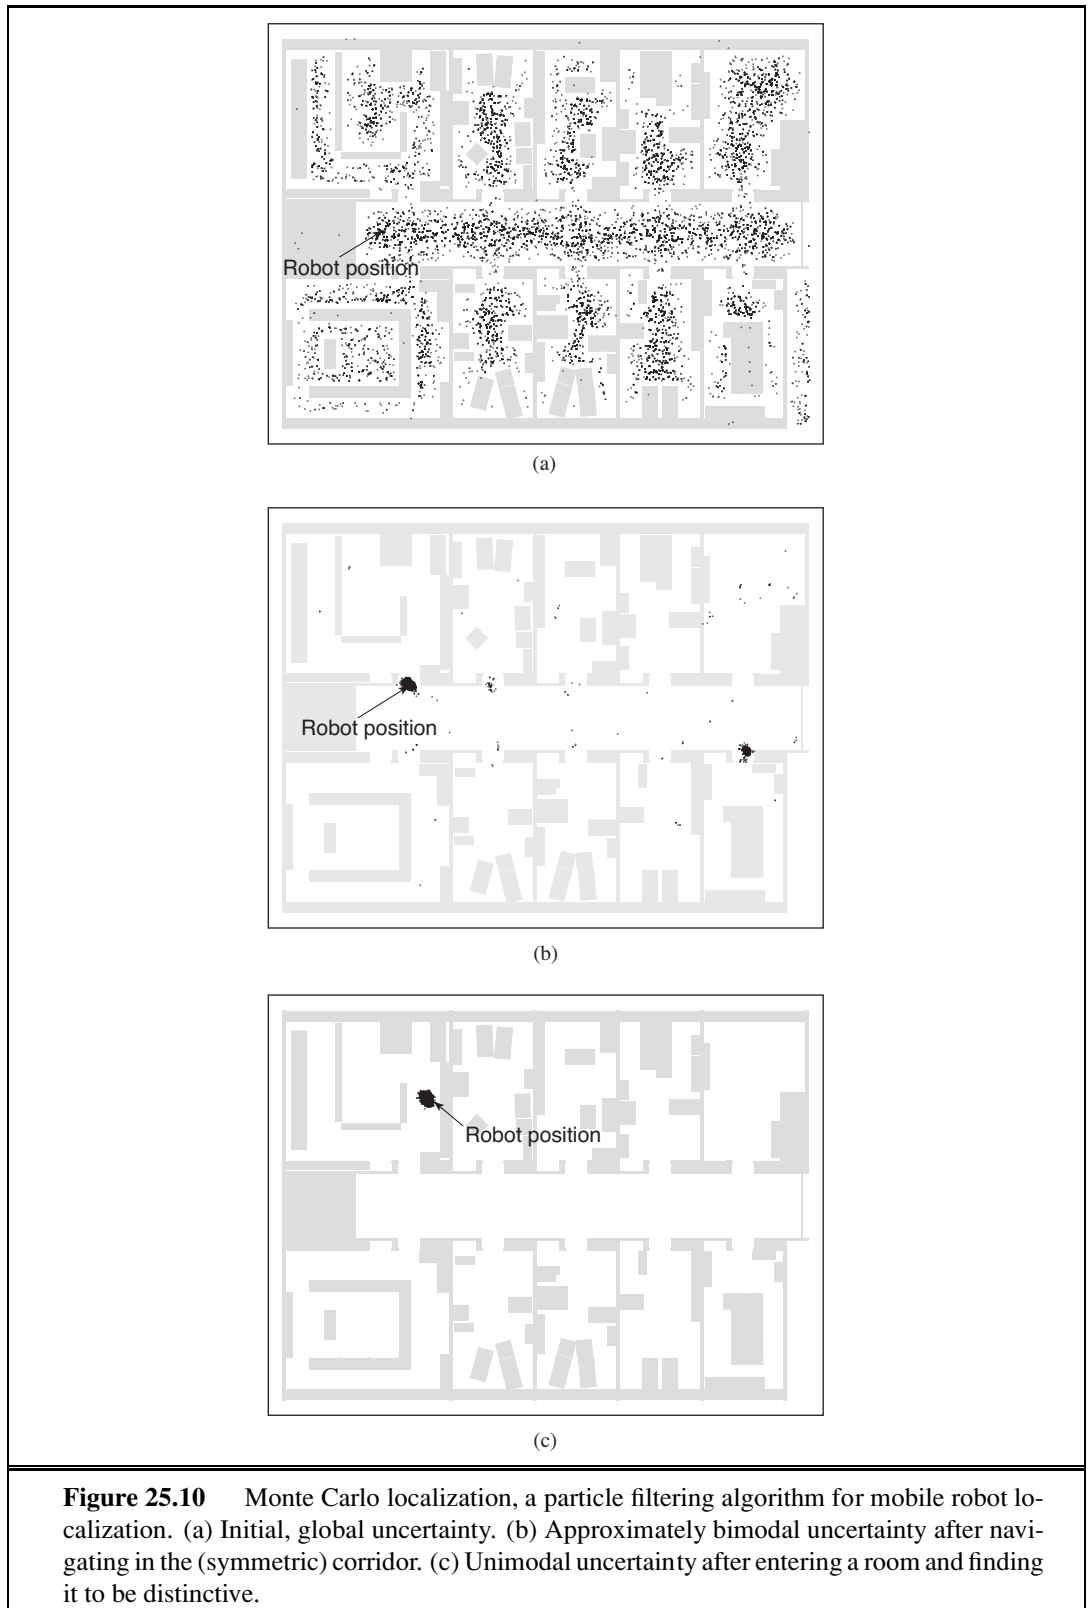 Robot position
(a)
Robot position
(b)
Robot position
(c)
Figure 25.10 Monte Carlo localization, a particle filtering algorithm for mobile robot lo-
calization. (a) Initial, global uncertainty. (b) Approximately bimodal uncertainty after navi-
gating in the (symmetric) corridor. (c) Unimodal uncertainty after entering a room and finding
it to be distinctive.